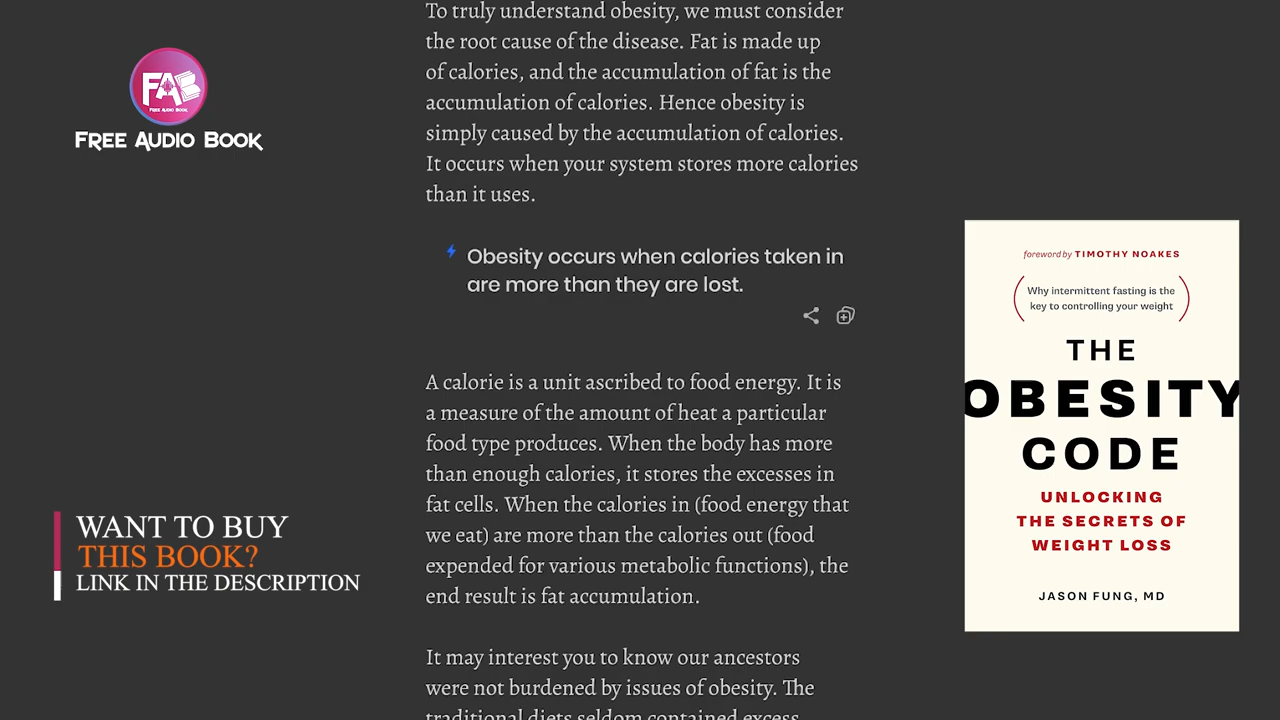 FAB
FREE AUDIO BOOK
FREE AUDIO BOOK
To truly understand obesity, we must consider
the root cause of the disease. Fat is made up
of calories, and the accumulation of fat is the
accumulation of calories. Hence obesity is
simply caused by the accumulation of calories.
It occurs when your system stores more calories
than it uses.
Obesity occurs when calories taken in
are more than they are lost.
A calorie is a unit ascribed to food energy. It is
a measure of the amount of heat a particular
food type produces. When the body has more
than enough calories, it stores the excesses in
fat cells. When the calories in (food energy that
we eat) are more than the calories out (food
expended for various metabolic functions), the
end result is fat accumulation.
It may interest you to know our ancestors
were not burdened by issues of obesity. The
traditional diets seldom contained excess
WANT TO BUY
THIS BOOK?
LINK IN THE DESCRIPTION
foreword by TIMOTHY NOAKES
Why intermittent fasting is the
key to controlling your weight
THE
OBESITY
CODE
UNLOCKING
THE SECRETS OF
WEIGHT LOSS
JASON FUNG, MD